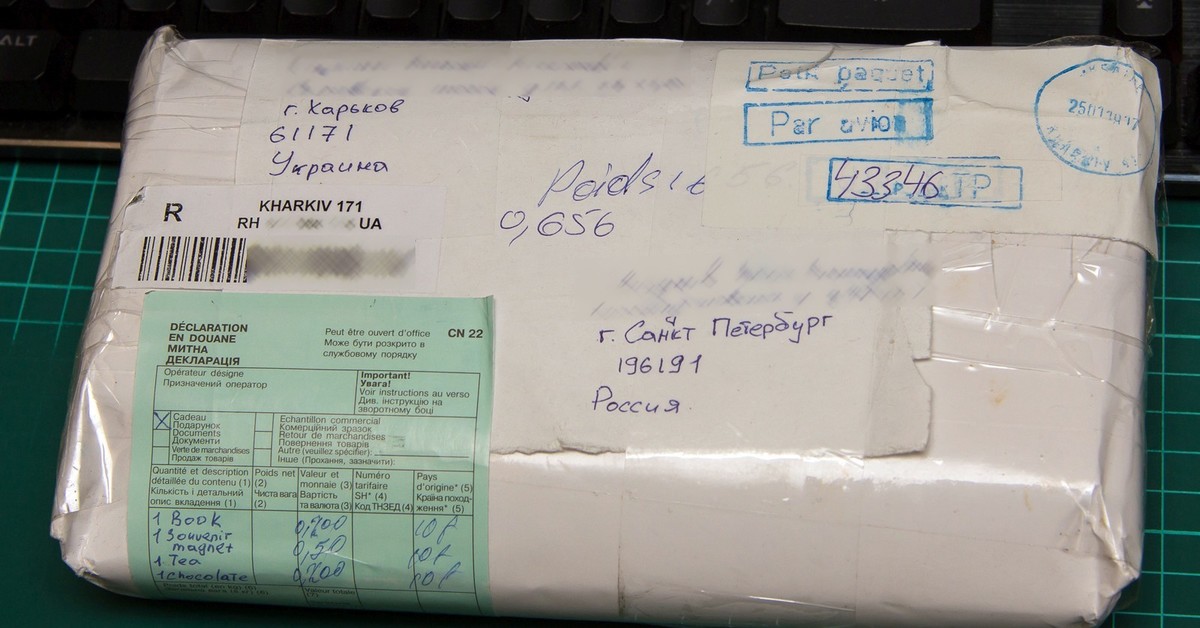 ALT
г. Харьков
61171
Украина
Petit paquet
Par avion
43346
TP
Poids
0,656
R
KHARKIV 171
RH UA
г. Санкт Петербург
196191
Россия
DÉCLARATION
EN DOUANE
МИТНА
ДЕКЛАРАЦІЯ
Peut être ouvert d'office
Може бути розкрито в
службовому порядку
CN 22
Opérateur désigne
Призначений оператор
Important!
Увага!
Voir instructions au verso
Див. інструкцію на
зворотному боці
Cadeau
Подарунок
Documents
Документи
Verte de marchandises
Продаж товарів
Echantillon commercial
Комерційний зразок
Retour de marchandises
Повернення товарів
Autre (veuillez spécifier):
Інше (Прохання, зазначити):
Quantité et description
détaillée du contenu (1)
Кількість і детальний
опис вкладення (1)
Poids net
(2)
Чиста вага
(2)
Valeur et
monnaie (3)
Вартість
та валюта (3)
Numéro
tarifaire
SH* (4)
Код ТНЗЕД (4)
Pays
d'origine* (5)
Країна поход-
ження* (5)
1 Book
1 Souvenir
magnet
1 Tea
1 chocolate
0,50
0,200